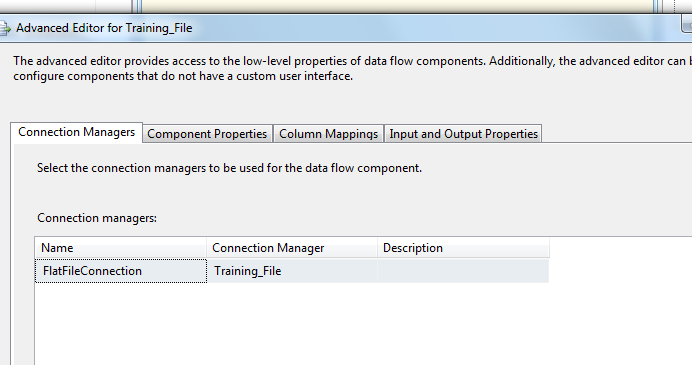 Advanced Editor for Training_File
The advanced editor provides access to the low-level properties of data flow components. Additionally, the advanced editor can
configure components that do not have a custom user interface.
Connection Managers Component Properties Column Mappings Input and Output Properties
Select the connection managers to be used for the data flow component.
Connection managers:
Name Connection Manager Description
FlatFileConnection Training_File